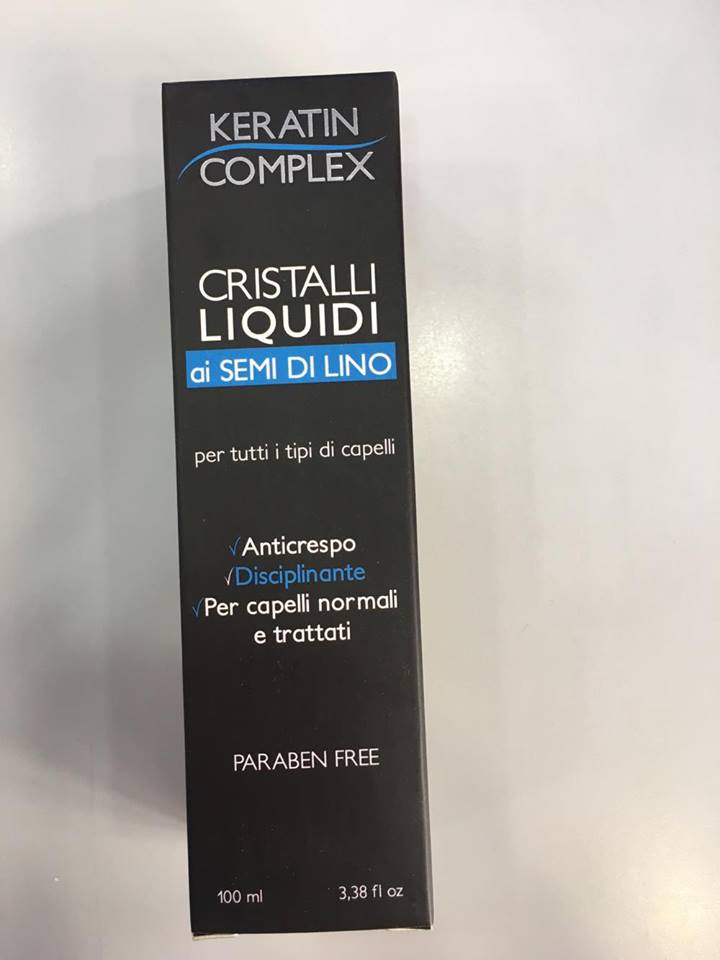 KERATIN
COMPLEX
CRISTALLI
LIQUIDI
ai SEMI DI LINO
per tutti i tipi di capelli
√Anticrespo
√Disciplinante
√Per capelli normali
e trattati
PARABEN FREE
100 ml 3,38 fl oz